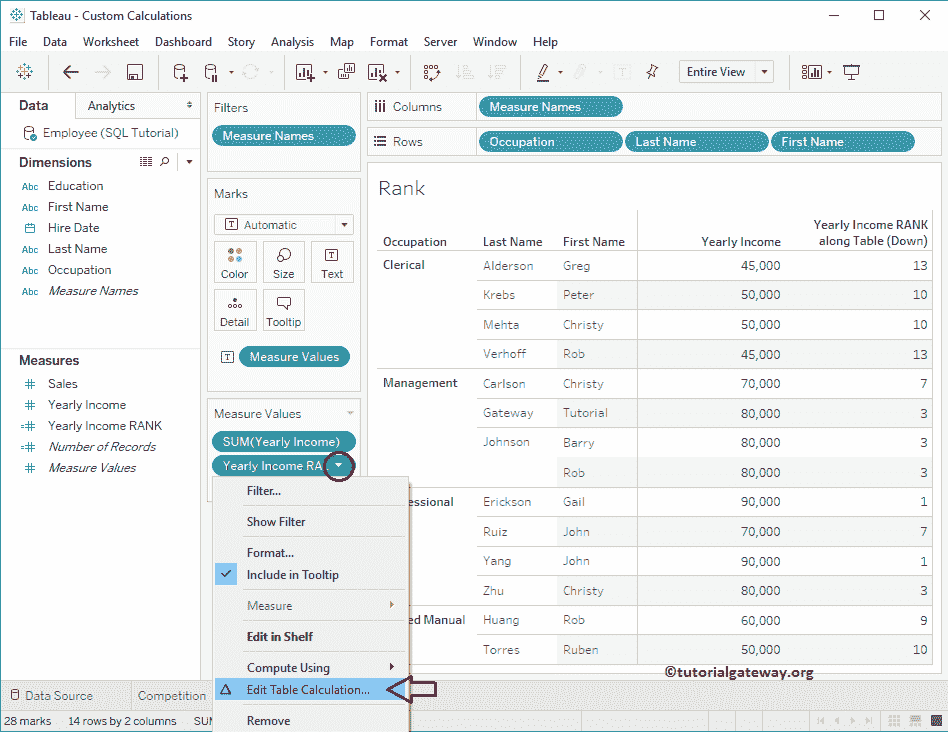 Tableau - Custom Calculations
File Data Worksheet Dashboard Story Analysis Map Format Server Window Help
Entire View
Data Analytics
Employee (SQL Tutorial)
Dimensions
Abc Education
Abc First Name
Hire Date
Abc Last Name
Abc Occupation
Abc Measure Names
Measures
# Sales
# Yearly Income
=# Yearly Income RANK
=# Number of Records
# Measure Values
Filters
Measure Names
Marks
T Automatic
Color Size Text
Detail Tooltip
T Measure Values
Measure Values
SUM(Yearly Income)
Yearly Income RA
Filter...
Show Filter
Format...
Include in Tooltip
Measure
Edit in Shelf
Compute Using
Edit Table Calculation...
Remove
Columns Measure Names
Rows Occupation Last Name First Name
Rank
Yearly Income RANK
Occupation Last Name First Name Yearly Income along Table (Down)
Clerical Alderson Greg 45,000 13
Krebs Peter 50,000 10
Mehta Christy 50,000 10
Verhoff Rob 45,000 13
Management Carlson Christy 70,000 7
Gateway Tutorial 80,000 3
Johnson Barry 80,000 3
Rob 80,000 3
essional Erickson Gail 90,000 1
Ruiz John 70,000 7
Yang John 90,000 1
Zhu Christy 80,000 3
ed Manual Huang Rob 60,000 9
Torres Ruben 50,000 10
©tutorialgateway.org
Data Source Competition
28 marks 14 rows by 2 columns SU